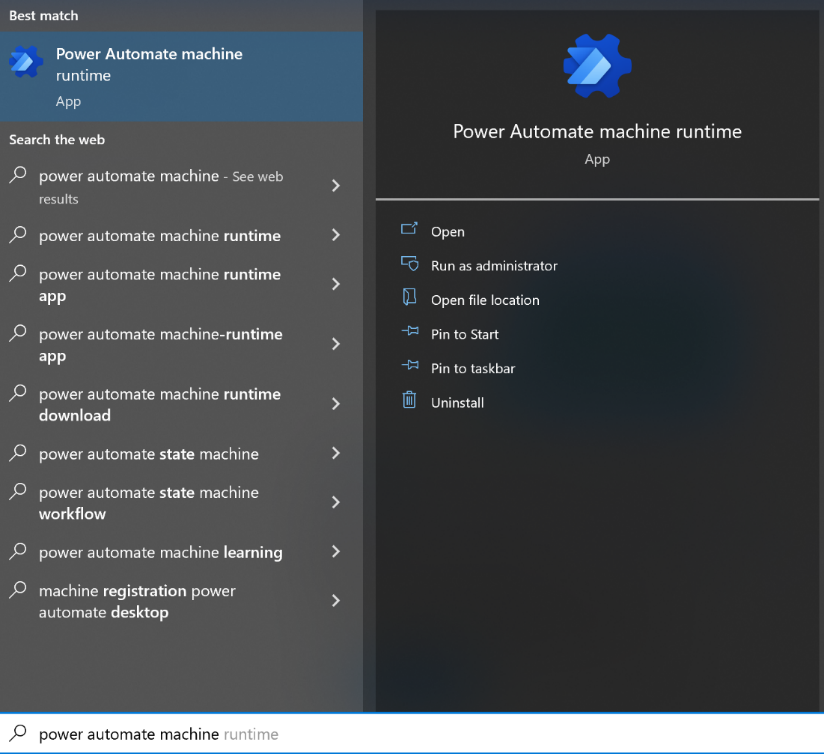 Best match
Power Automate machine
runtime
App
Search the web
power automate machine - See web
results
power automate machine runtime
power automate machine runtime
app
power automate machine-runtime
app
power automate machine runtime
download
power automate state machine
power automate state machine
workflow
power automate machine learning
machine registration power
automate desktop
Power Automate machine runtime
App
Open
Run as administrator
Open file location
Pin to Start
Pin to taskbar
Uninstall
power automate machine runtime